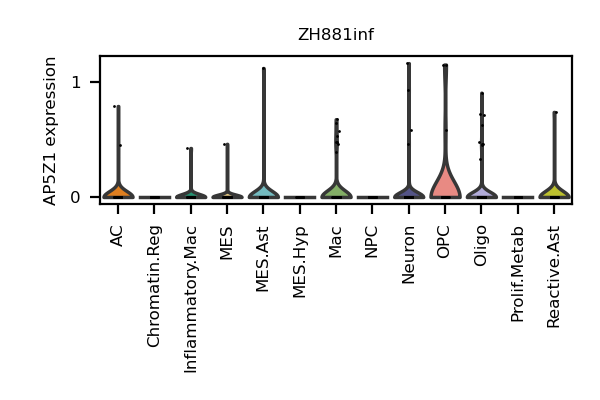 ZH881inf
AP5Z1 expression
1
0
AC
Chromatin.Reg
Inflammatory.Mac
MES
MES.Ast
MES.Hyp
Mac
NPC
Neuron
OPC
Oligo
Prolif.Metab
Reactive.Ast